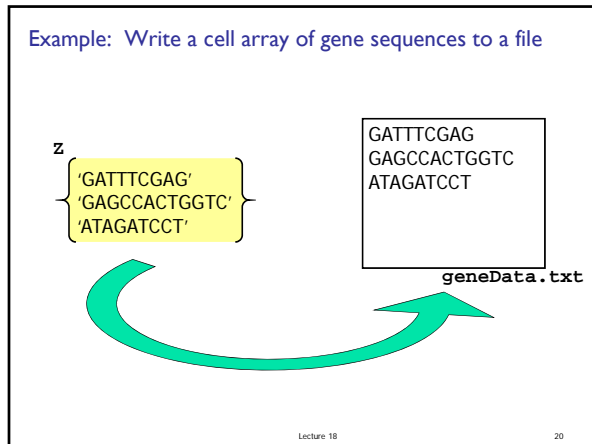 Example: Write a cell array of gene sequences to a file
Z
‘GATTTCGAG’
‘GAGCCACTGGTC’
‘ATAGATCCT’
GATTTCGAG
GAGCCACTGGTC
ATAGATCCT
geneData.txt
Lecture 18
20